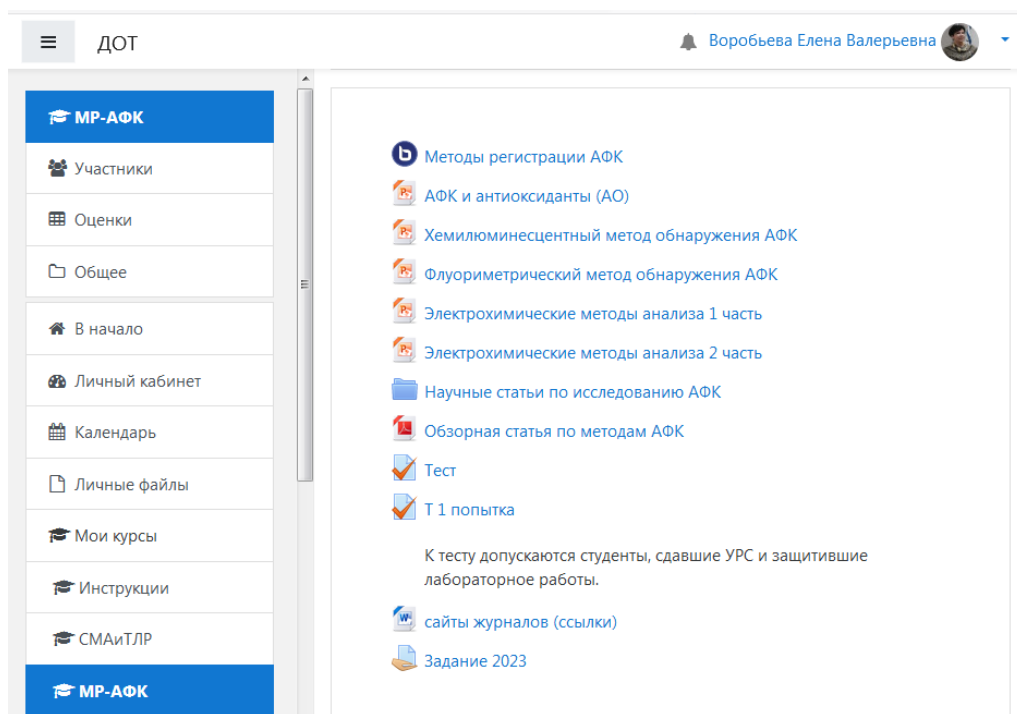 ДОТ
Воробьева Елена Валерьевна
МР-АФК
Участники
Оценки
Общее
В начало
Личный кабинет
Календарь
Личные файлы
Мои курсы
Инструкции
СМАиТЛР
МР-АФК
Методы регистрации АФК
АФК и антиоксиданты (АО)
Хемилюминесцентный метод обнаружения АФК
Флуориметрический метод обнаружения АФК
Электрохимические методы анализа 1 часть
Электрохимические методы анализа 2 часть
Научные статьи по исследованию АФК
Обзорная статья по методам АФК
Тест
Т 1 попытка
К тесту допускаются студенты, сдавшие УРС и защитившие
лабораторное работы.
сайты журналов (ссылки)
Задание 2023